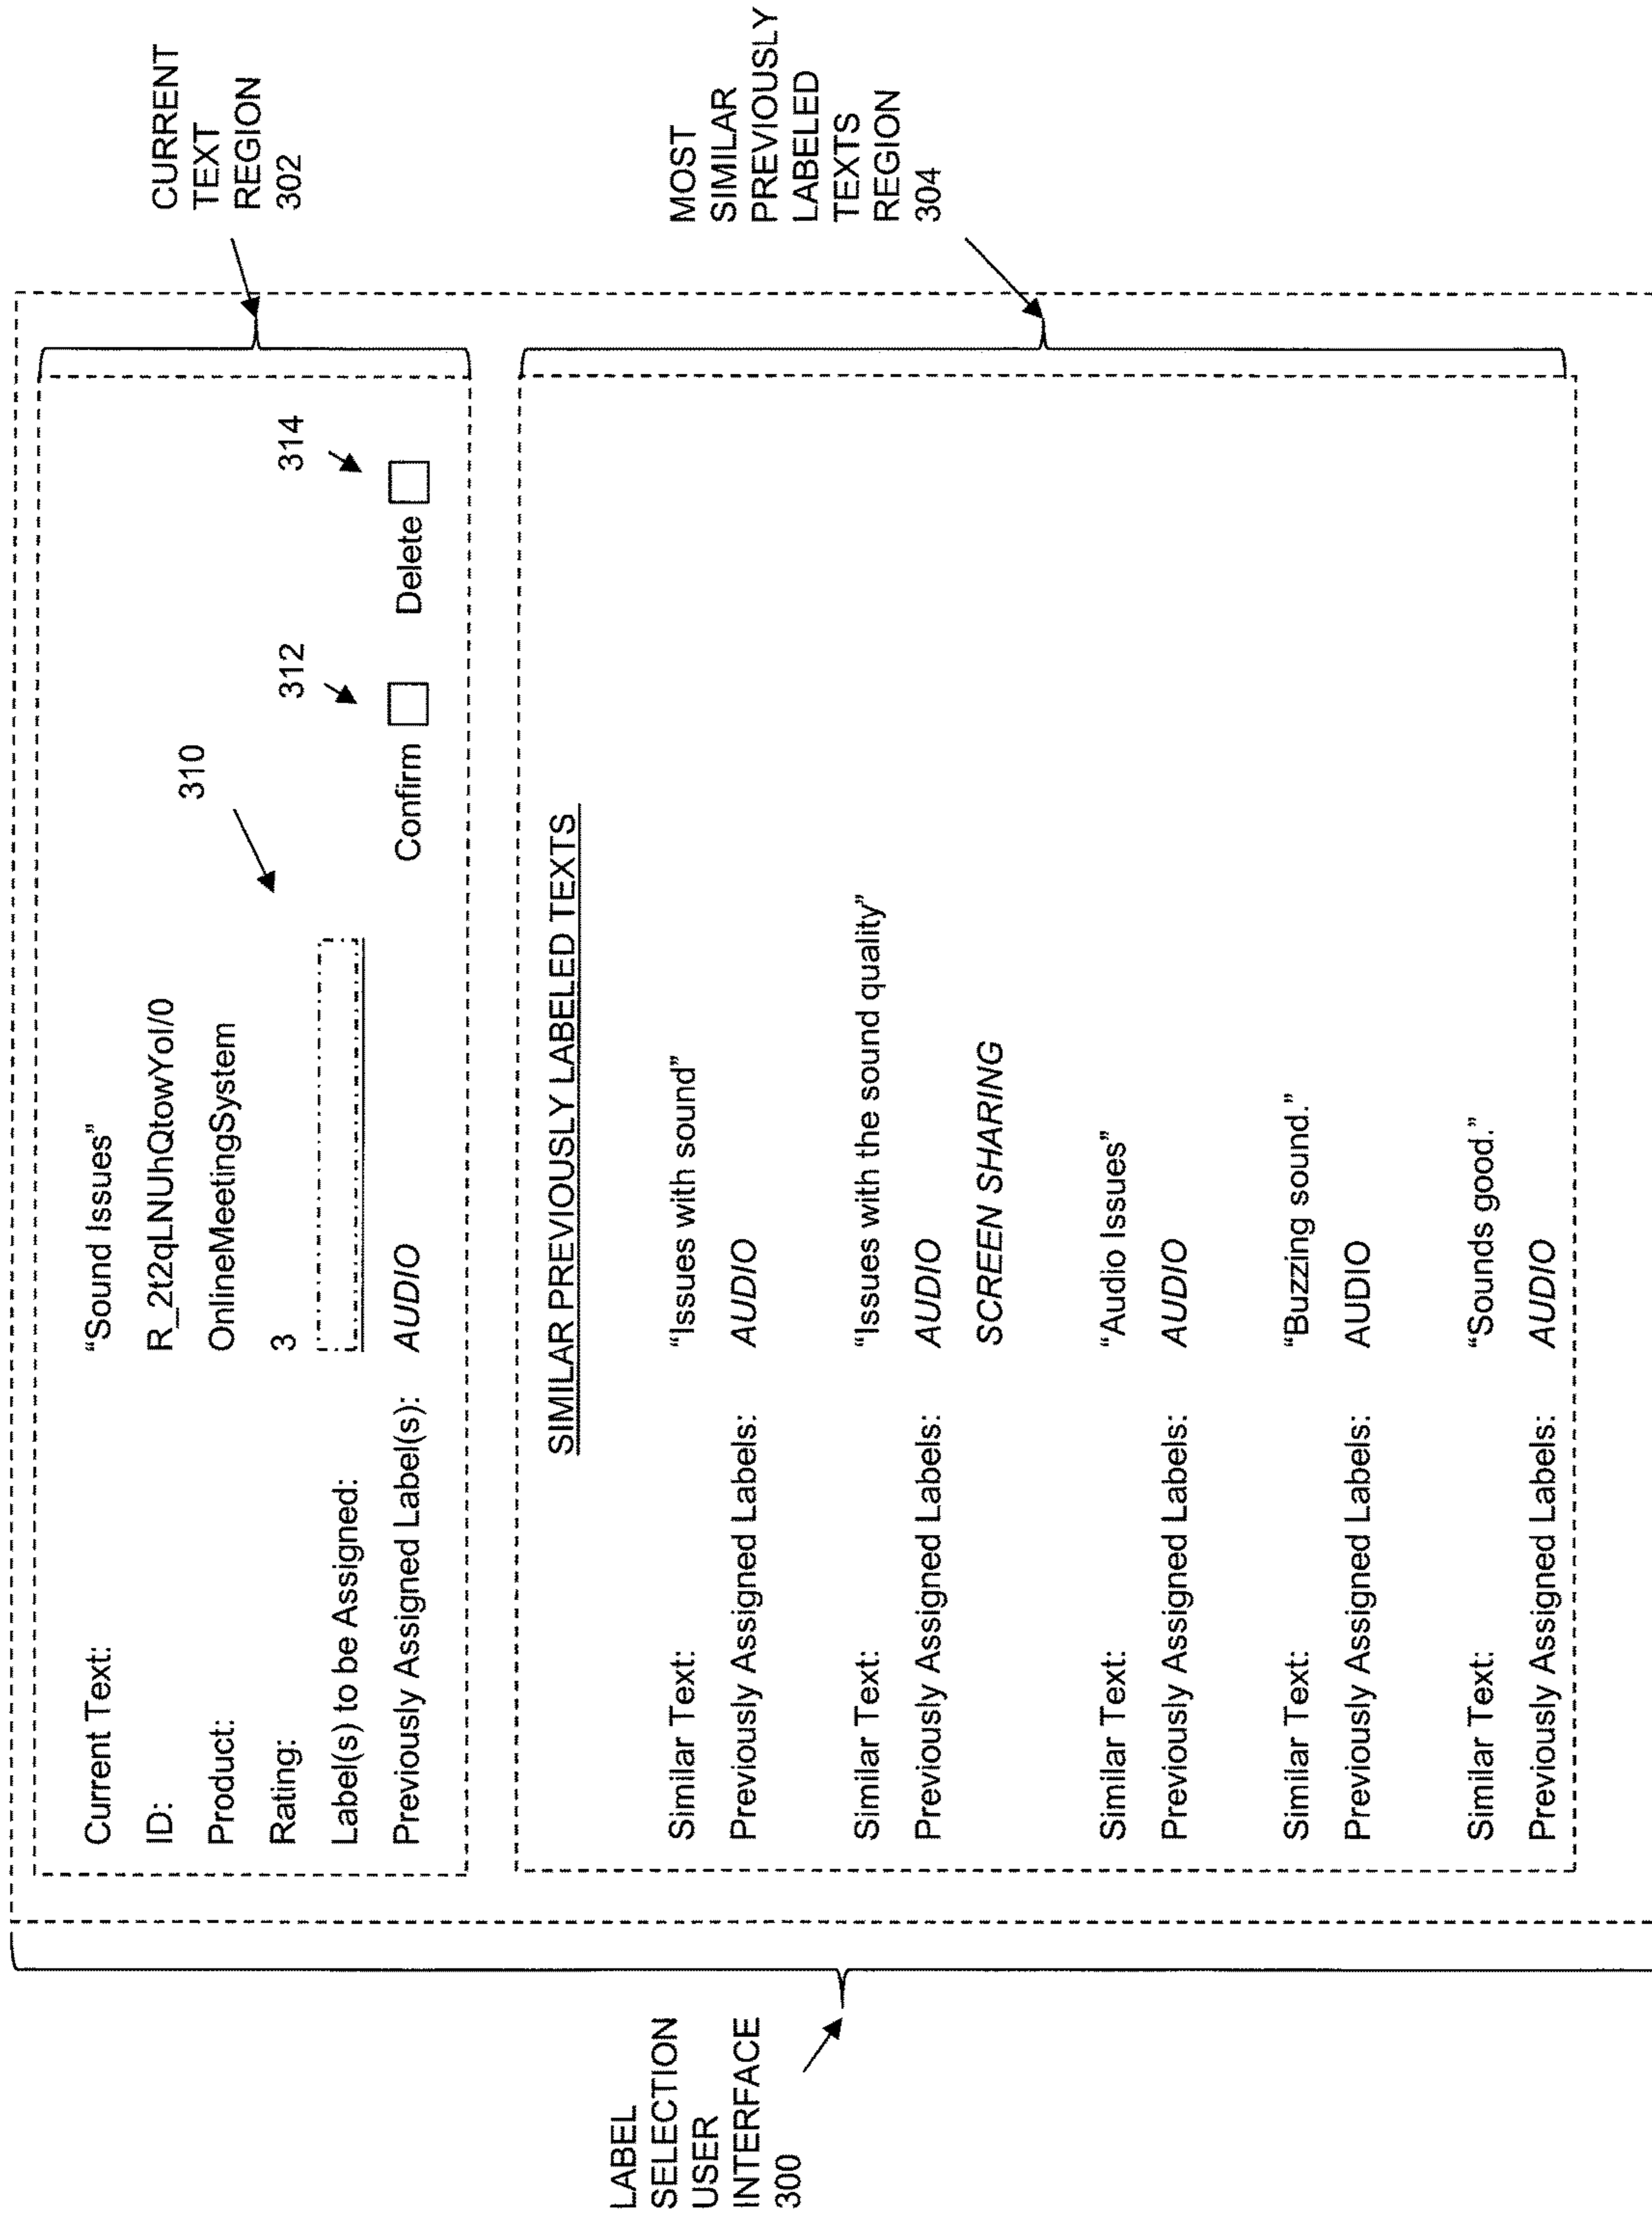 LABEL
SELECTION
USER
INTERFACE
300
CURRENT
TEXT
REGION
302
Current Text: “Sound Issues”
ID: R_2t2qLNUhQtowYoI/0
Product: OnlineMeetingSystem
310
Rating: 3
312
314
Label(s) to be Assigned:
Previously Assigned Label(s): AUDIO
Confirm
Delete
MOST
SIMILAR
PREVIOUSLY
LABELED
TEXTS
REGION
304
SIMILAR PREVIOUSLY LABELED TEXTS
Similar Text: “Issues with sound”
Previously Assigned Labels: AUDIO
Similar Text: “Issues with the sound quality”
Previously Assigned Labels: AUDIO
SCREEN SHARING
Similar Text: “Audio Issues”
Previously Assigned Labels: AUDIO
Similar Text: “Buzzing sound.”
Previously Assigned Labels: AUDIO
Similar Text: “Sounds good.”
Previously Assigned Labels: AUDIO